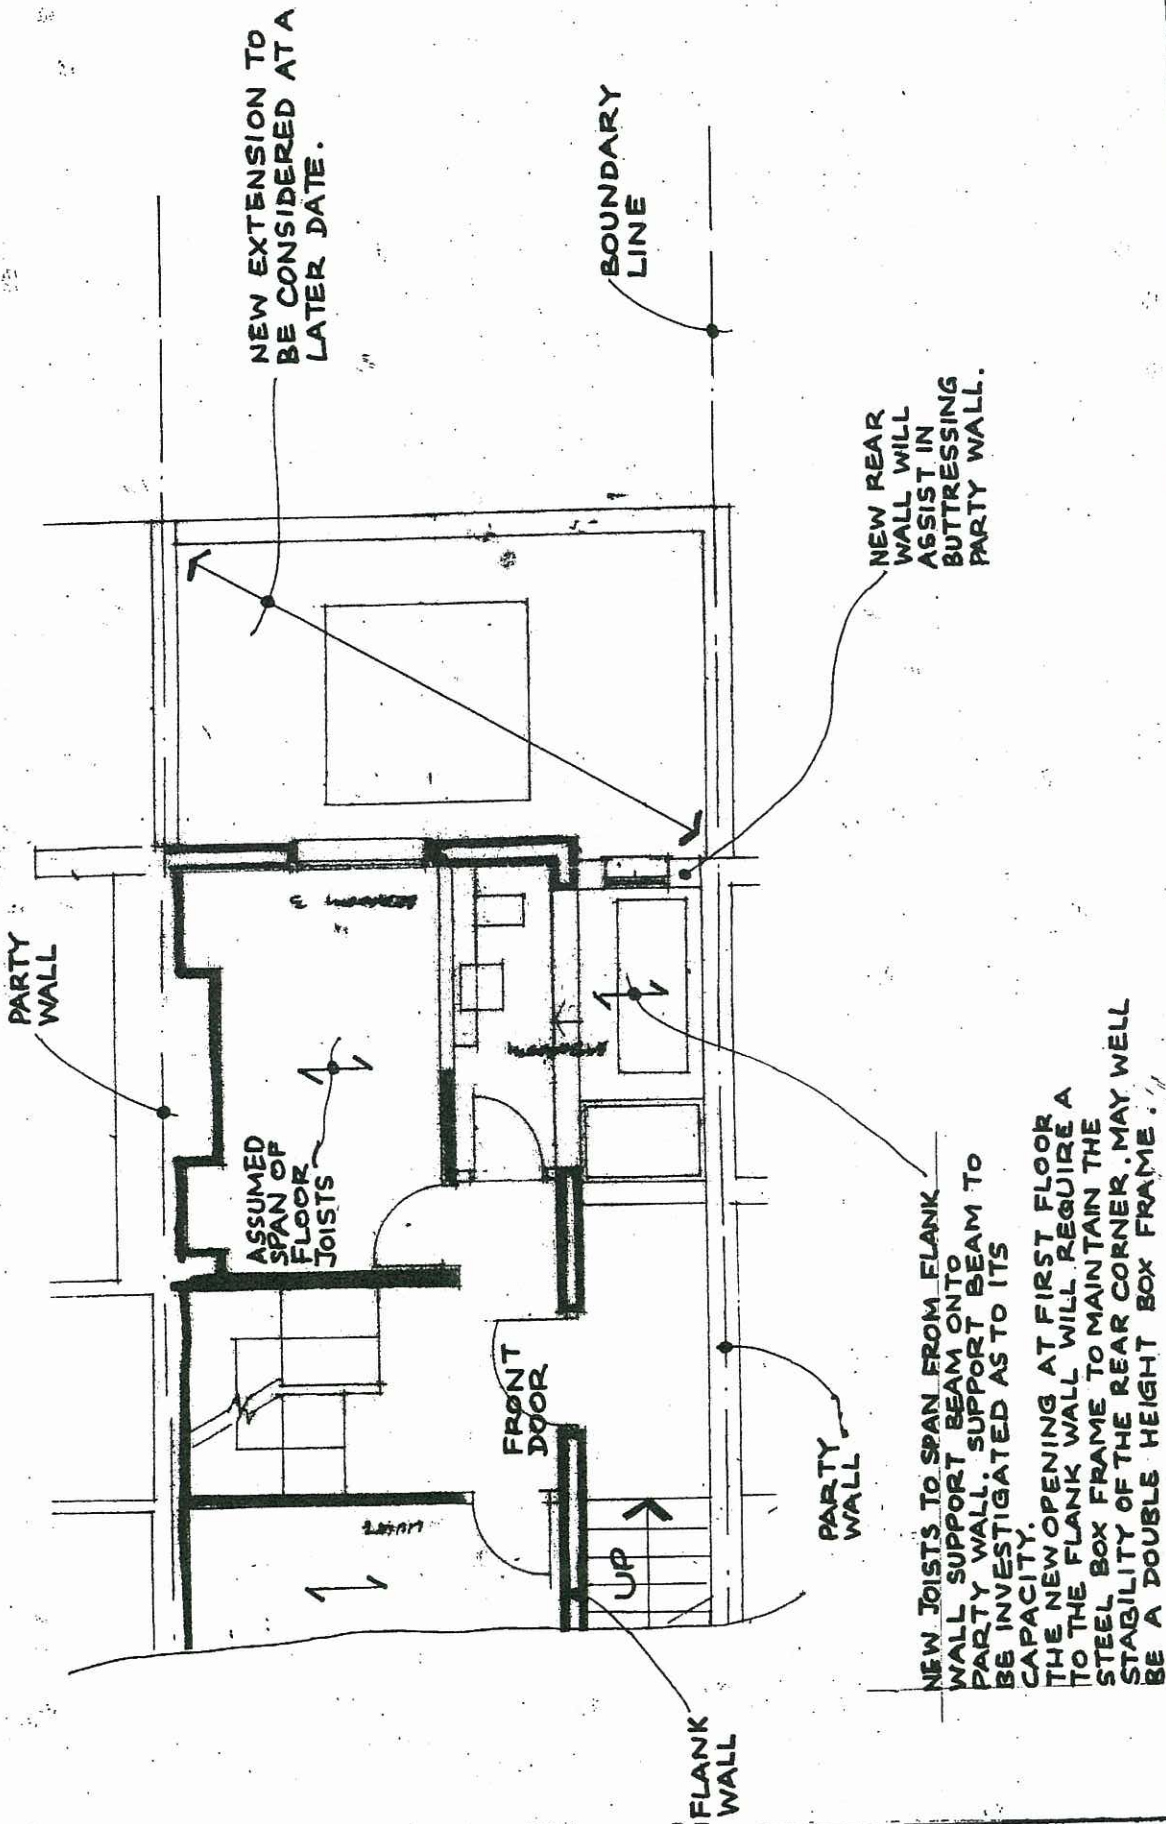 NEW EXTENSION TO
BE CONSIDERED AT A
LATER DATE.
BOUNDARY
LINE
NEW REAR
WALL WILL
ASSIST IN
BUTTRESSING
PARTY WALL.
PARTY
WALL
ASSUMED
SPAN OF
FLOOR
JOISTS
3
FRONT
DOOR
UP
PARTY
WALL
FLANK
WALL
NEW JOISTS TO SPAN FROM FLANK
WALL SUPPORT BEAM ONTO
PARTY WALL. SUPPORT BEAM TO
BE INVESTIGATED AS TO ITS
CAPACITY.
THE NEW OPENING AT FIRST FLOOR
TO THE FLANK WALL WILL REQUIRE A
STEEL BOX FRAME TO MAINTAIN THE
STABILITY OF THE REAR CORNER. MAY WELL
BE A DOUBLE HEIGHT BOX FRAME.